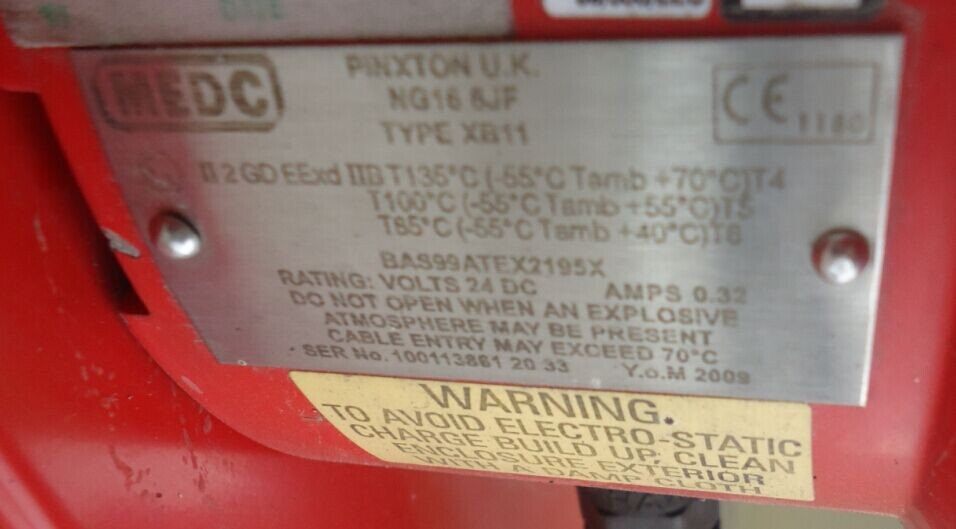 MEDC
PINXTON U.K.
NG16 6JF
TYPE XB11
CE 1180
II 2 GD EExd IIB T135°C (-55°C Tamb +70°C)T4
T100°C (-55°C Tamb +55°C)T5
T85°C (-55°C Tamb +40°C)T6
BAS99ATEX2195X
RATING: VOLTS 24 DC AMPS 0.32
DO NOT OPEN WHEN AN EXPLOSIVE
ATMOSPHERE MAY BE PRESENT
CABLE ENTRY MAY EXCEED 70°C
SER No. 100113861 20 33 Y.o.M 2009
WARNING.
TO AVOID ELECTRO-STATIC
CHARGE BUILD UP, CLEAN
ENCLOSURE EXTERIOR
WITH A DAMP CLOTH